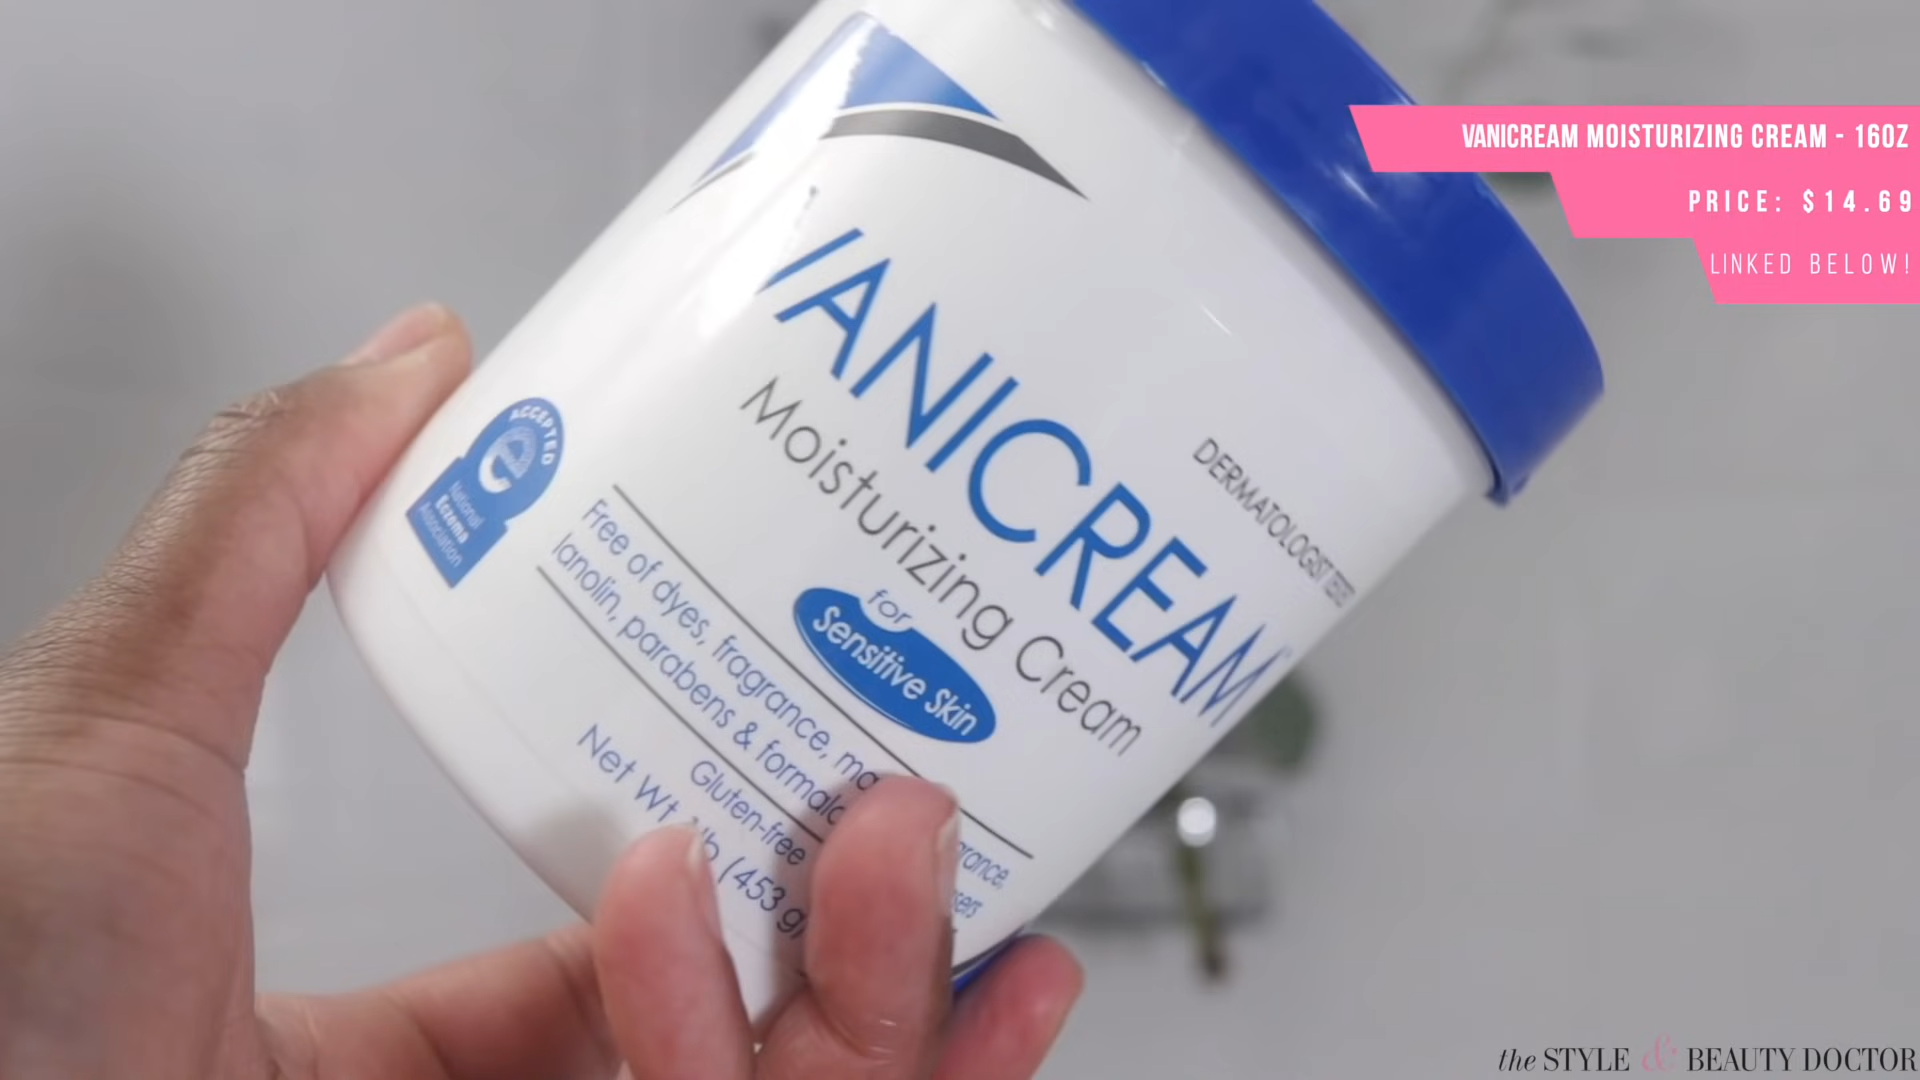 VANICREAM MOISTURIZING CREAM - 16OZ
PRICE: $14.69
LINKED BELOW!
DERMATOLOGIST
VANICREAM
Moisturizing Cream
for
Sensitive Skin
Free of dyes, fragrance,
lanolin, parabens &
Gluten-free
Net Wt. 1lb (453
ACCEPTED
e
National
Eczema
Association
the STYLE & BEAUTY DOCTOR